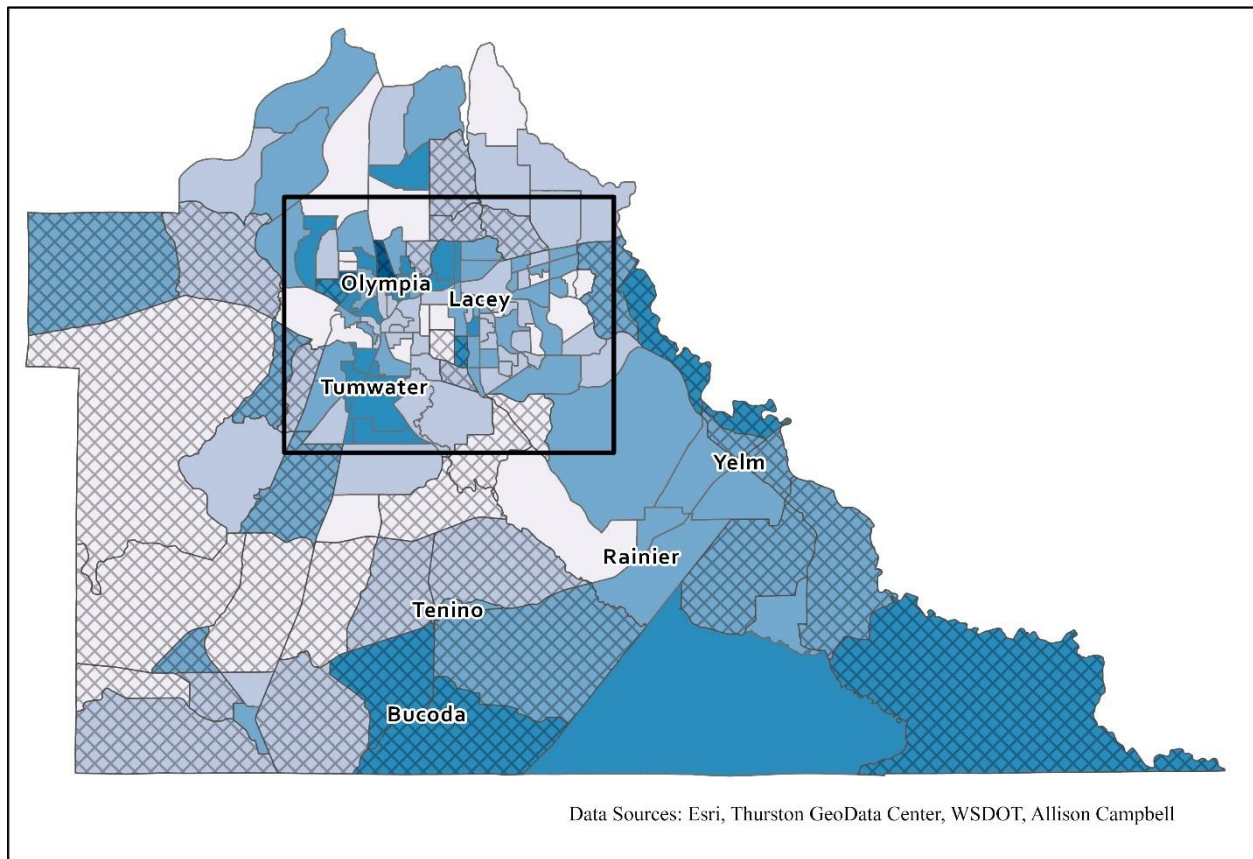 Olympia
Lacey
Tumwater
Yelm
Rainier
Tenino
Bucoda
Data Sources: Esri, Thurston GeoData Center, WSDOT, Allison Campbell